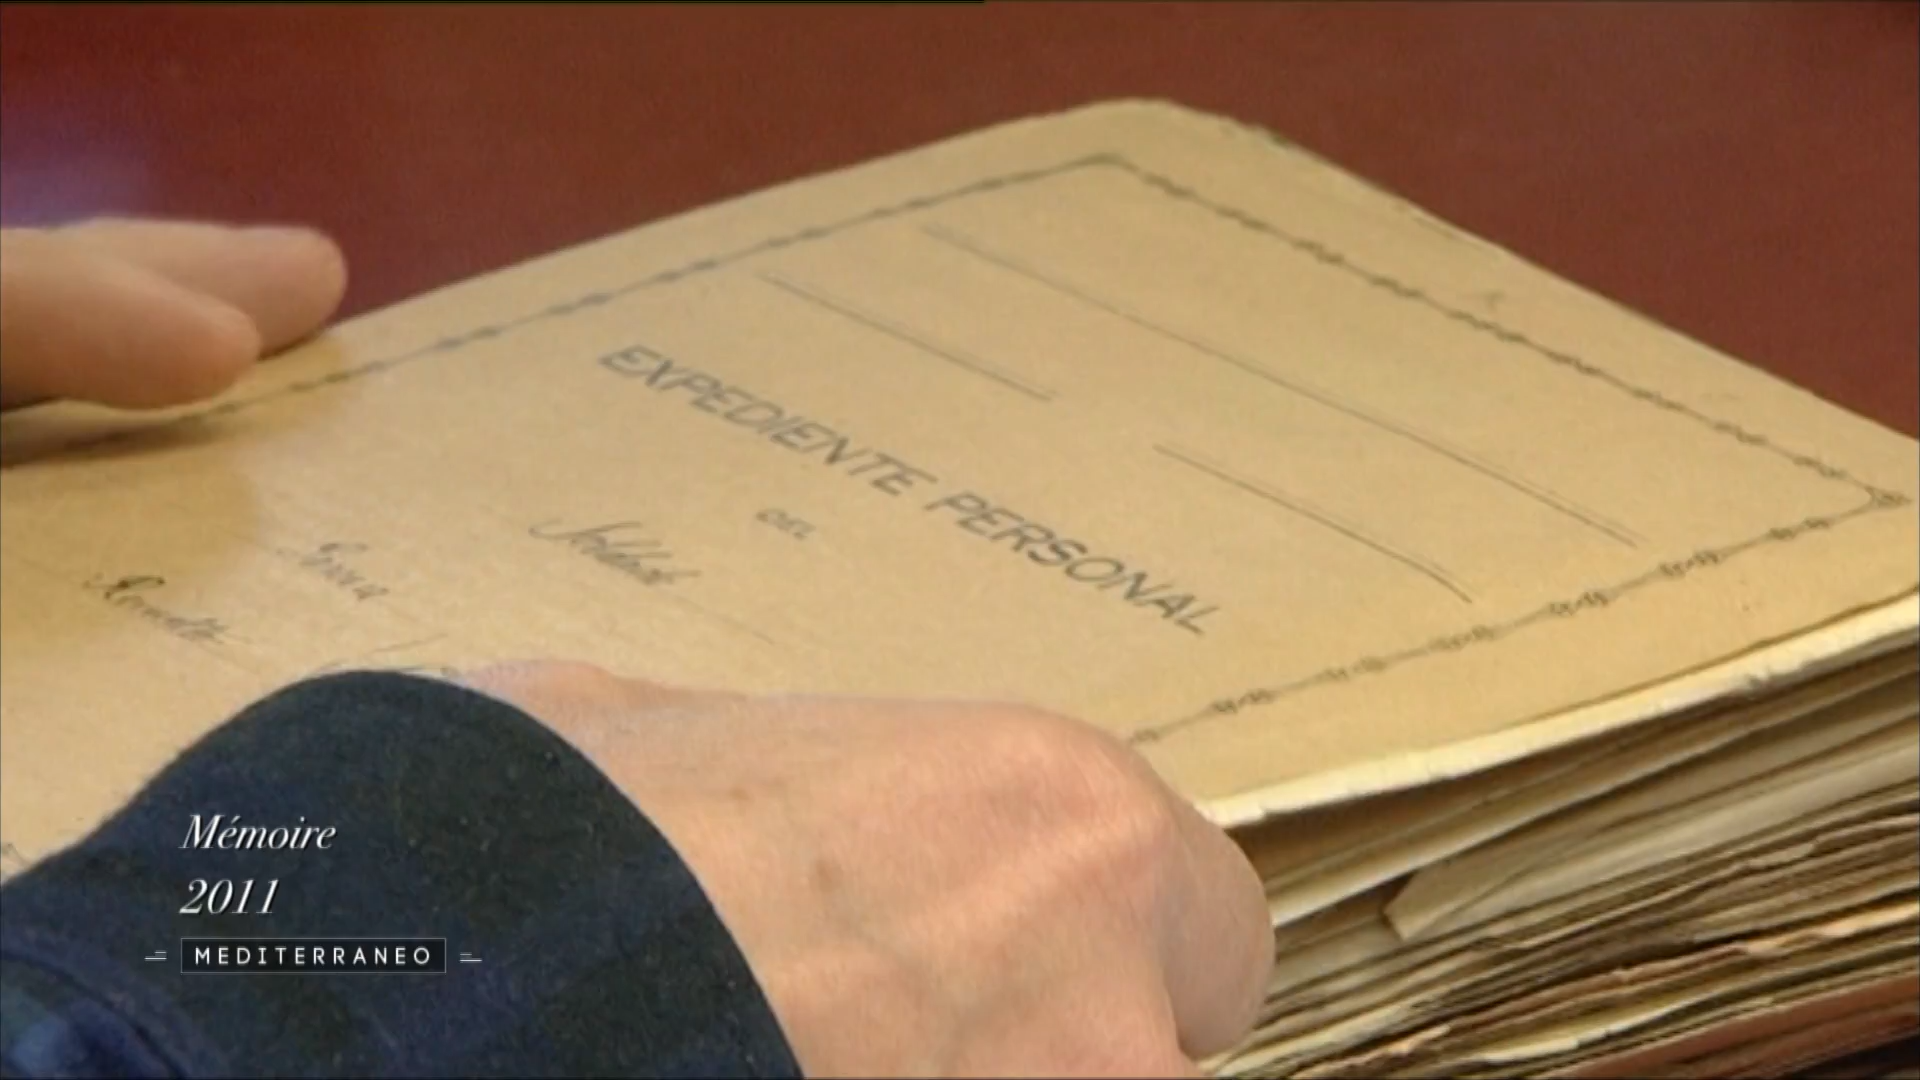 EXPEDIENTE PERSONAL
DEL
Soldado
Mémoire
2011
MEDITERRANEO